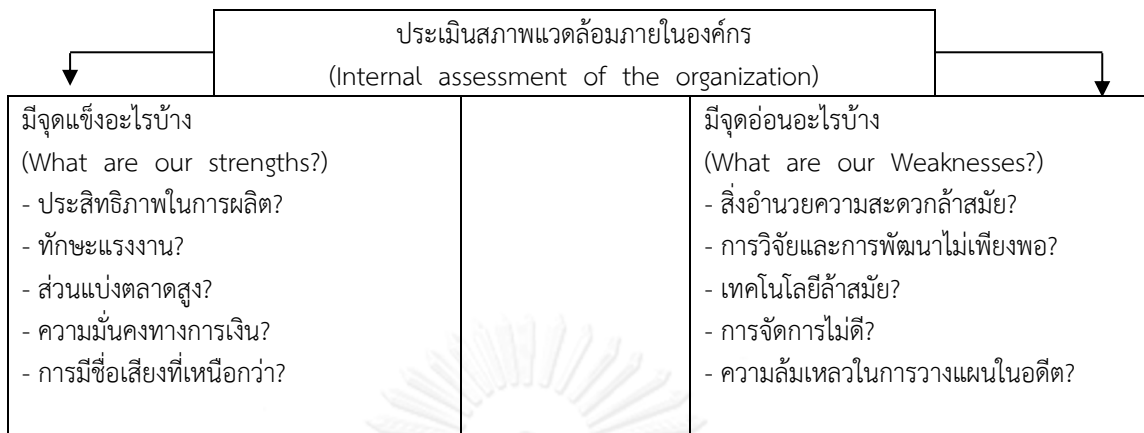 ประเมินสภาพแวดล้อมภายในองค์กร
(Internal assessment of the organization)
มีจุดแข็งอะไรบ้าง
(What are our strengths?)
- ประสิทธิภาพในการผลิต?
- ทักษะแรงงาน?
- ส่วนแบ่งตลาดสูง?
- ความมั่นคงทางการเงิน?
- การมีชื่อเสียงที่เหนือกว่า?
มีจุดอ่อนอะไรบ้าง
(What are our Weaknesses?)
- สิ่งอำนวยความสะดวกล้าสมัย?
- การวิจัยและการพัฒนาไม่เพียงพอ?
- เทคโนโลยีล้าสมัย?
- การจัดการไม่ดี?
- ความล้มเหลวในการวางแผนในอดีต?